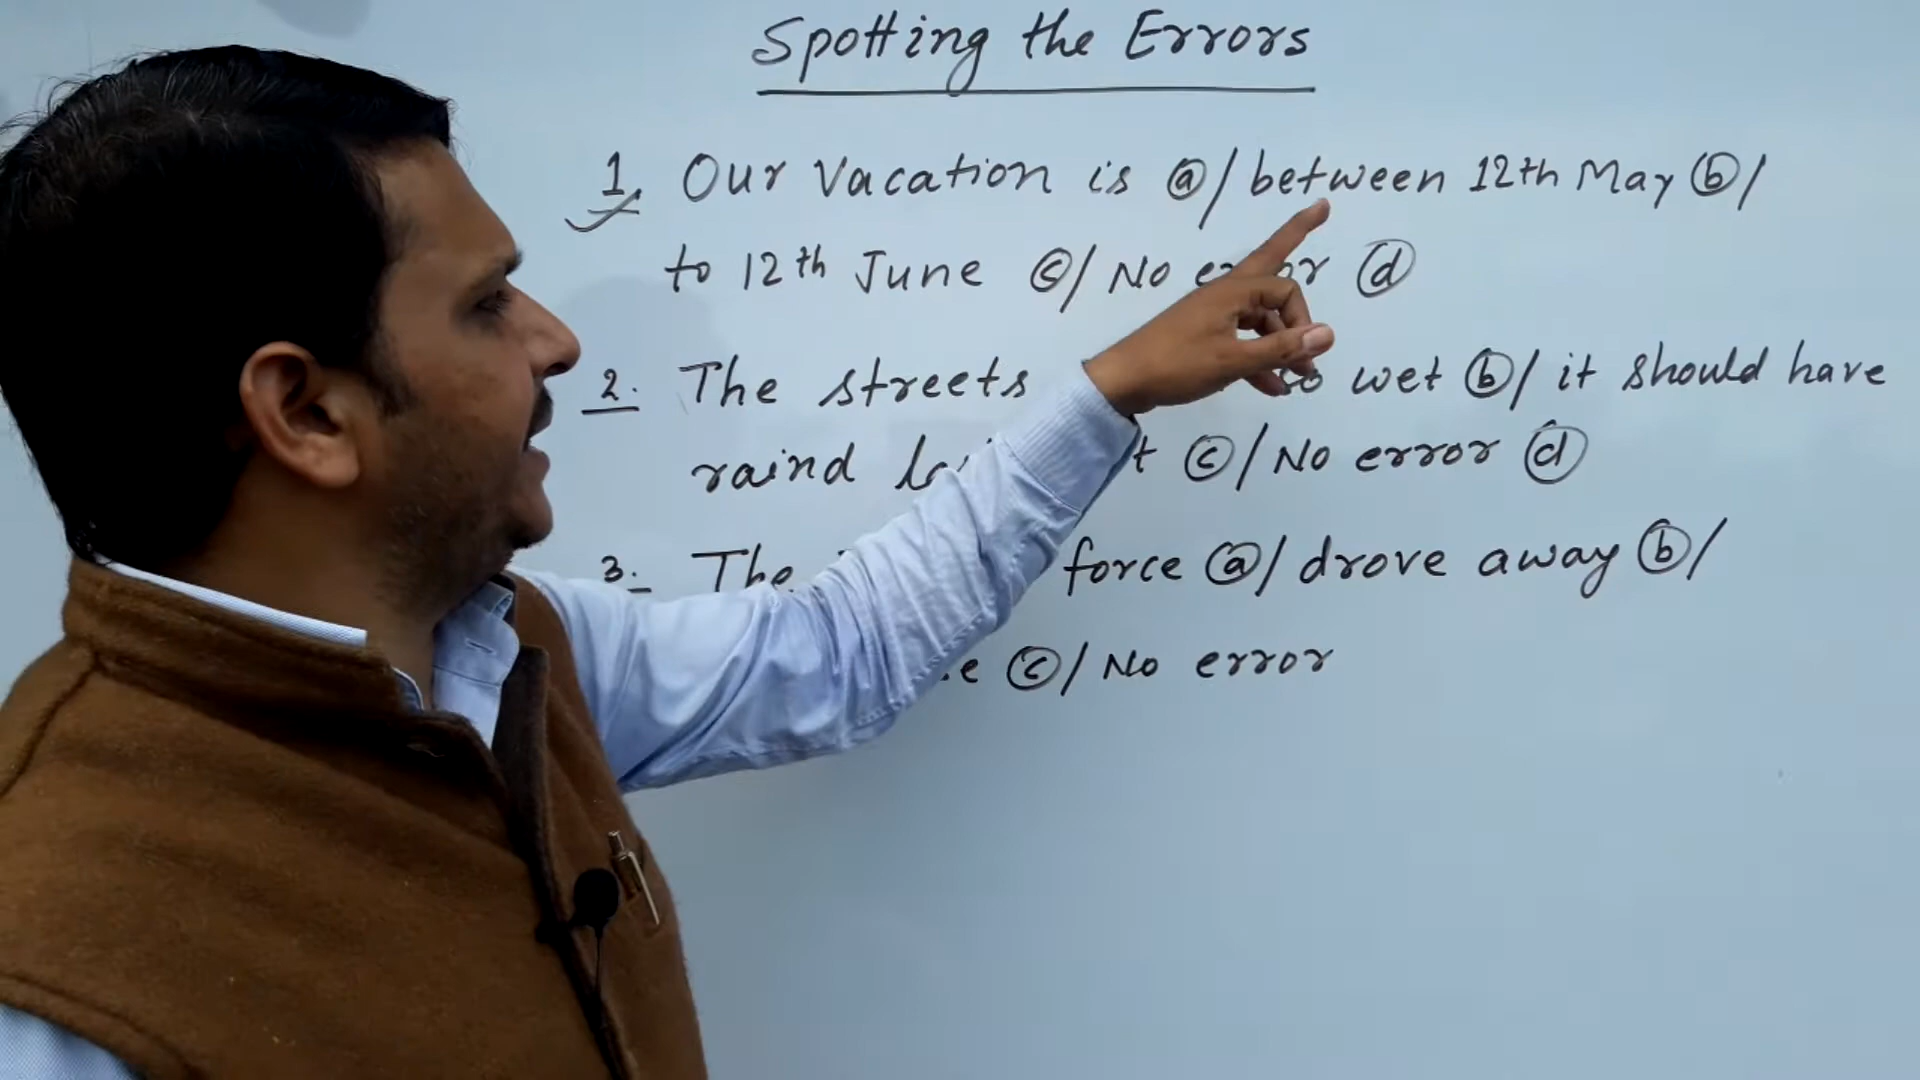 Spotting the Errors
1. Our Vacation is ⓐ/ between 12th May ⓑ/
to 12th June ⓒ/ No error ⓓ
2. The streets so wet ⓑ/ it should have
raind ⓒ/ No error ⓓ
3. The force ⓐ/ drove away ⓑ/
ⓒ/ No error